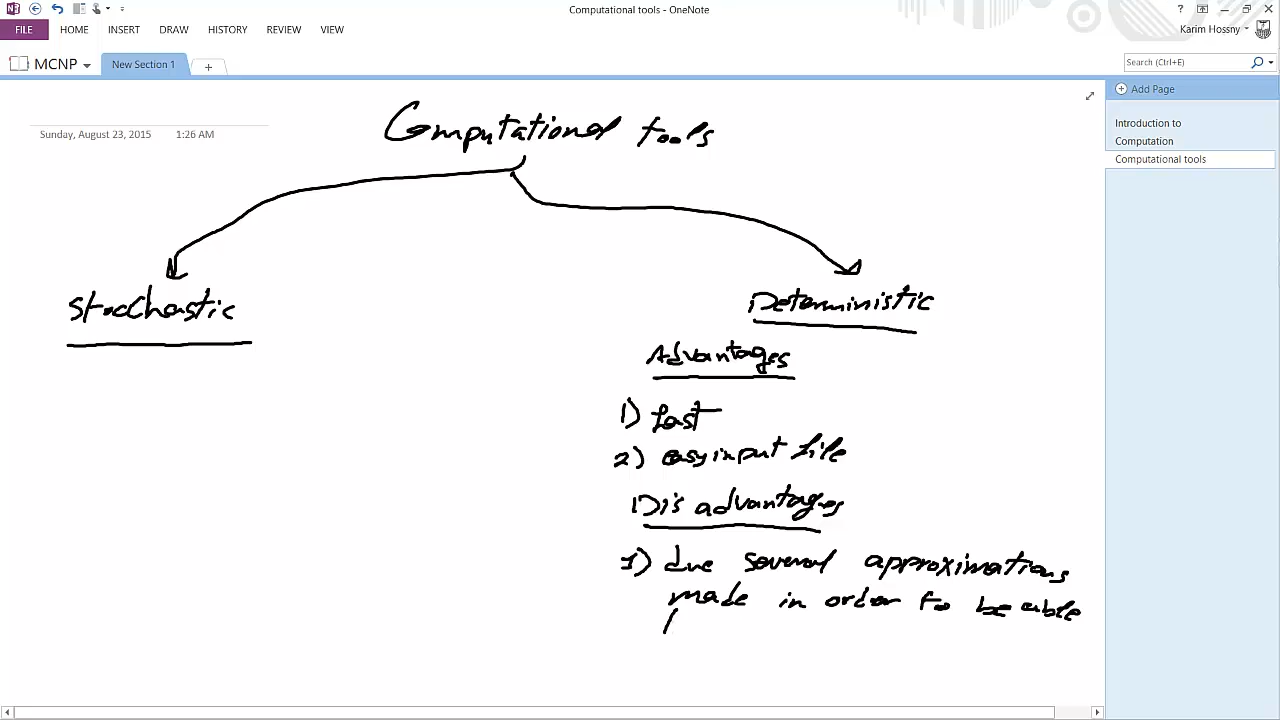 Computational tools - OneNote
FILE HOME INSERT DRAW HISTORY REVIEW VIEW
Karim Hossny
MCNP
New Section 1
+
Search (Ctrl+E)
Add Page
Introduction to
Computation
Computational tools
Sunday, August 23, 2015 1:26 AM
Computational tools
Stochastic
Deterministic
Advantages
1) fast
2) easy input file
Dis advantages
1) due several approximations
made in order to be able